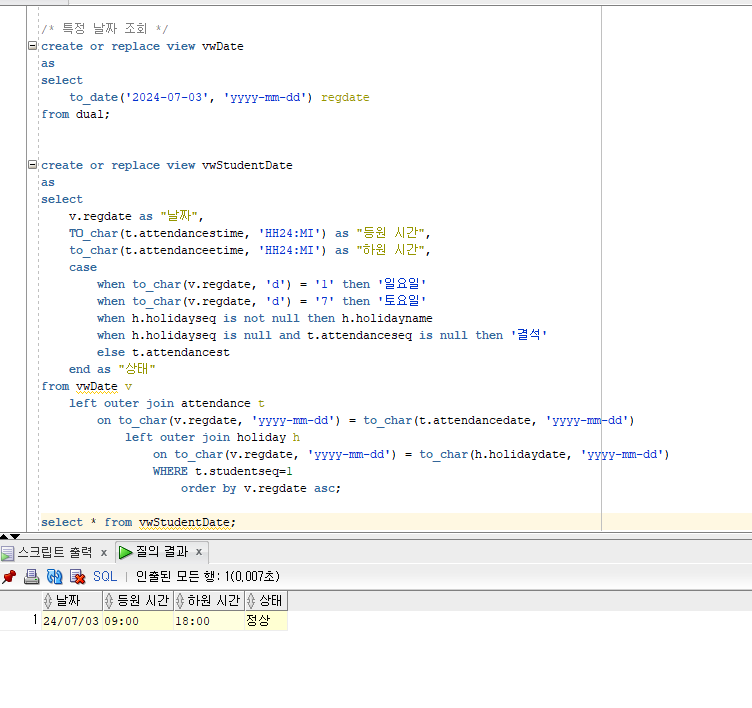 /* 특정 날짜 조회 */
create or replace view vwDate
as
select
    to_date('2024-07-03', 'yyyy-mm-dd') regdate
from dual;
create or replace view vwStudentDate
as
select
    v.regdate as "날짜",
    TO_char(t.attendancestime, 'HH24:MI') as "등원 시간",
    to_char(t.attendanceetime, 'HH24:MI') as "하원 시간",
    case
        when to_char(v.regdate, 'd') = '1' then '일요일'
        when to_char(v.regdate, 'd') = '7' then '토요일'
        when h.holidayseq is not null then h.holidayname
        when h.holidayseq is null and t.attendanceseq is null then '결석'
        else t.attendancest
    end as "상태"
from vwDate v
    left outer join attendance t
        on to_char(v.regdate, 'yyyy-mm-dd') = to_char(t.attendancedate, 'yyyy-mm-dd')
            left outer join holiday h
                on to_char(v.regdate, 'yyyy-mm-dd') = to_char(h.holidaydate, 'yyyy-mm-dd')
                WHERE t.studentseq=1
                    order by v.regdate asc;
select * from vwStudentDate;
스크립트 출력 x 질의 결과 x
SQL | 인출된 모든 행: 1(0,007초)
날짜 등원 시간 하원 시간 상태
1 24/07/03 09:00 18:00 정상